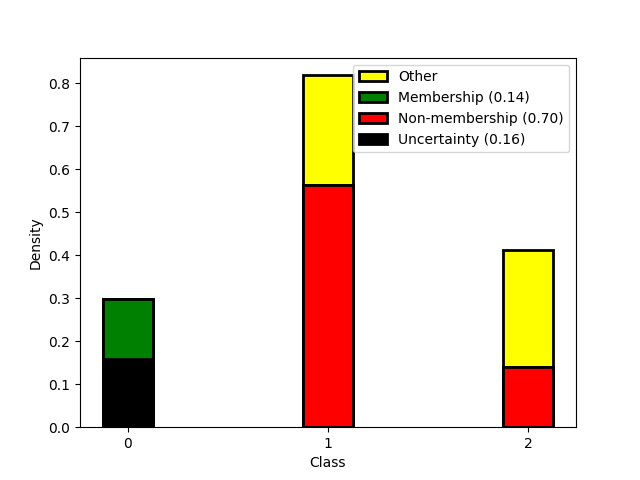 Other
Membership (0.14)
Non-membership (0.70)
Uncertainty (0.16)
Density
0.8
0.7
0.6
0.5
0.4
0.3
0.2
0.1
0.0
0 1 2
Class